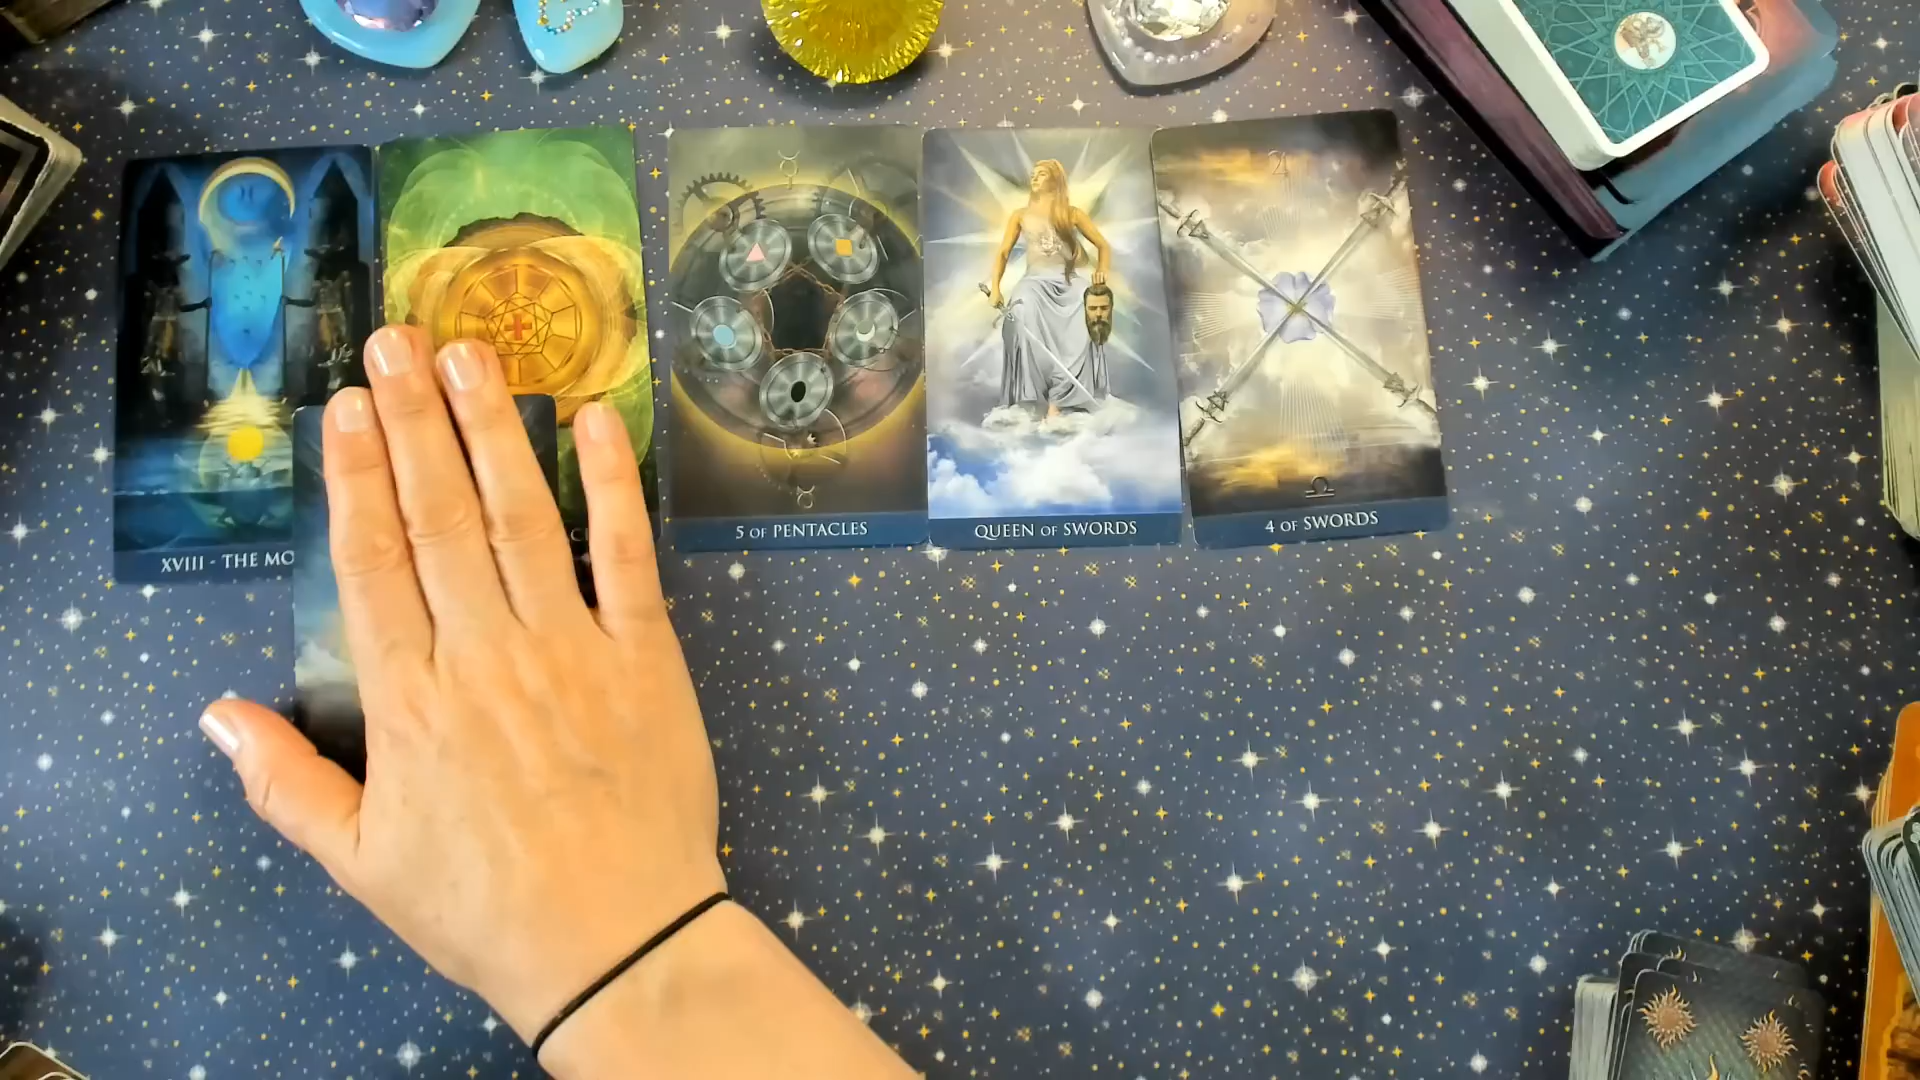 XVIII - THE MO
5 OF PENTACLES
QUEEN OF SWORDS
4 OF SWORDS